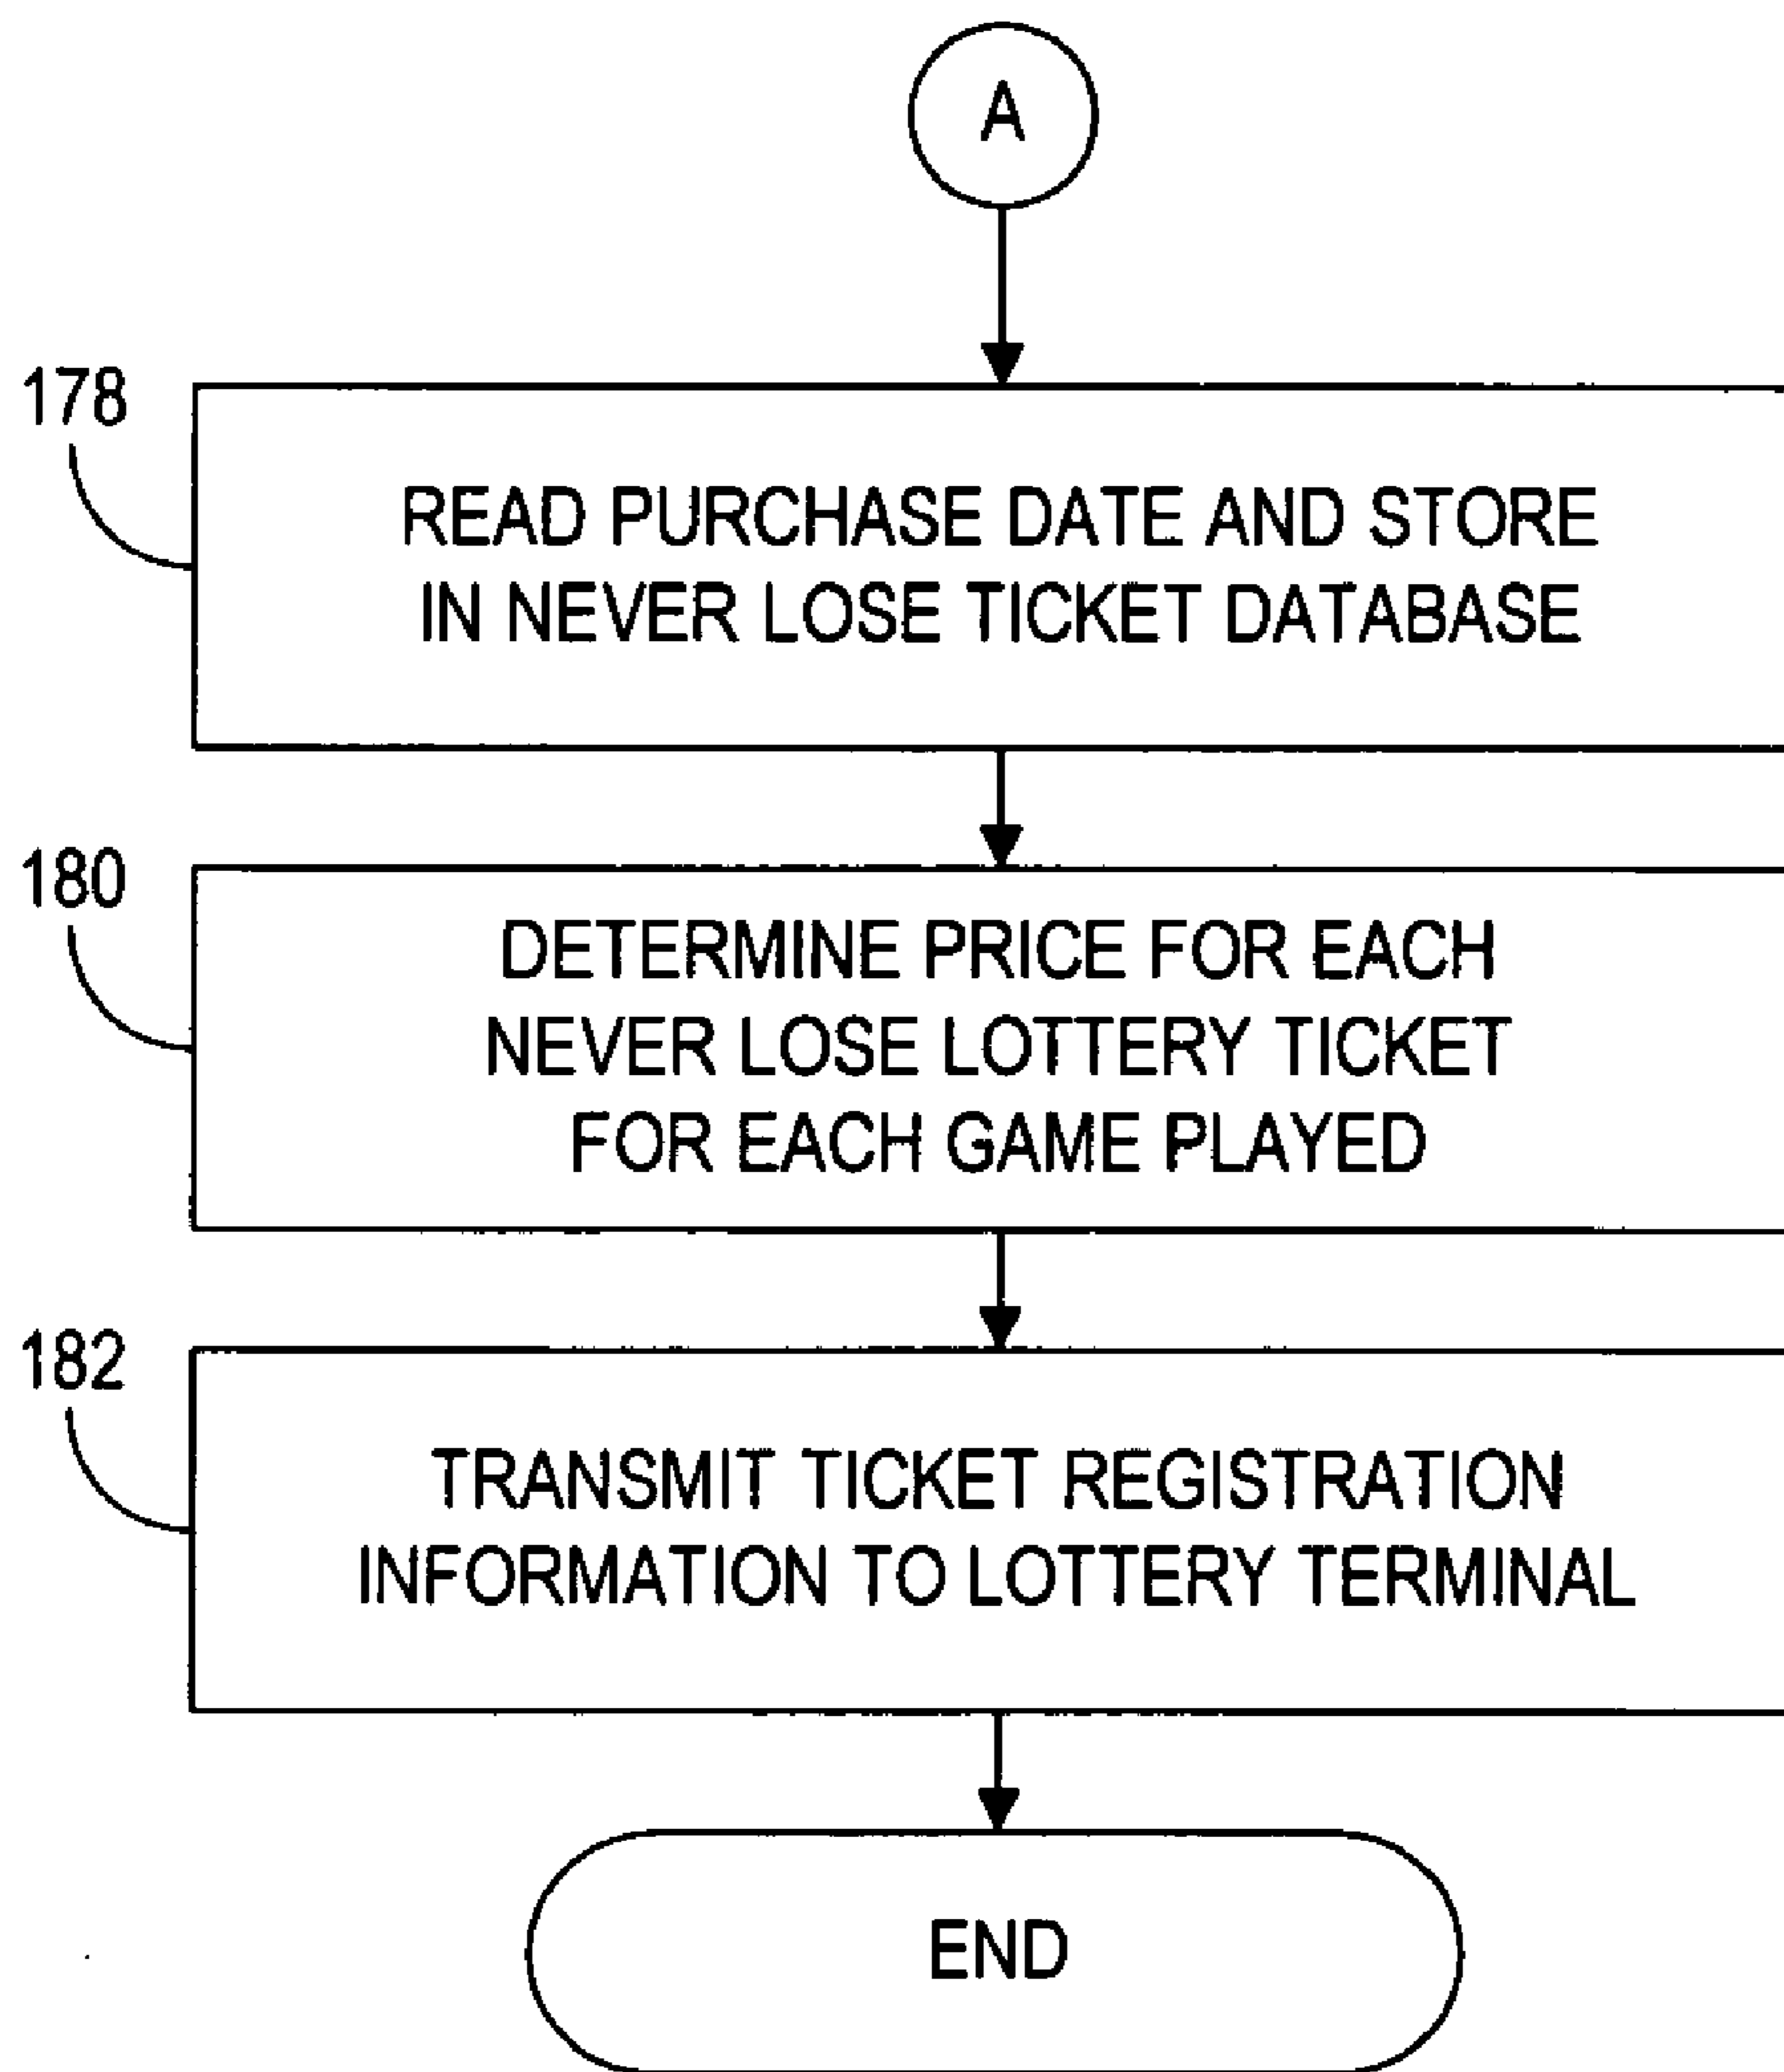 A
178
READ PURCHASE DATE AND STORE
IN NEVER LOSE TICKET DATABASE
180
DETERMINE PRICE FOR EACH
NEVER LOSE LOTTERY TICKET
FOR EACH GAME PLAYED
182
TRANSMIT TICKET REGISTRATION
INFORMATION TO LOTTERY TERMINAL
END